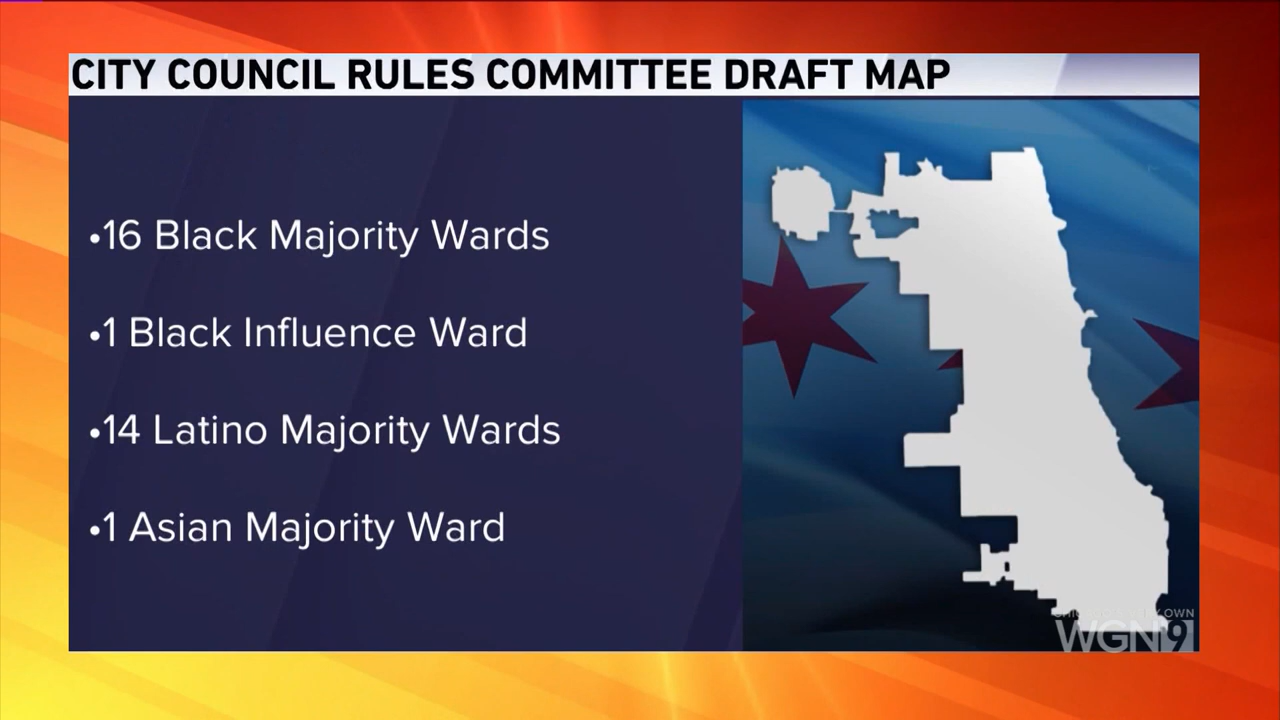 CITY COUNCIL RULES COMMITTEE DRAFT MAP
•16 Black Majority Wards
•1 Black Influence Ward
•14 Latino Majority Wards
•1 Asian Majority Ward
OWN
WGN9